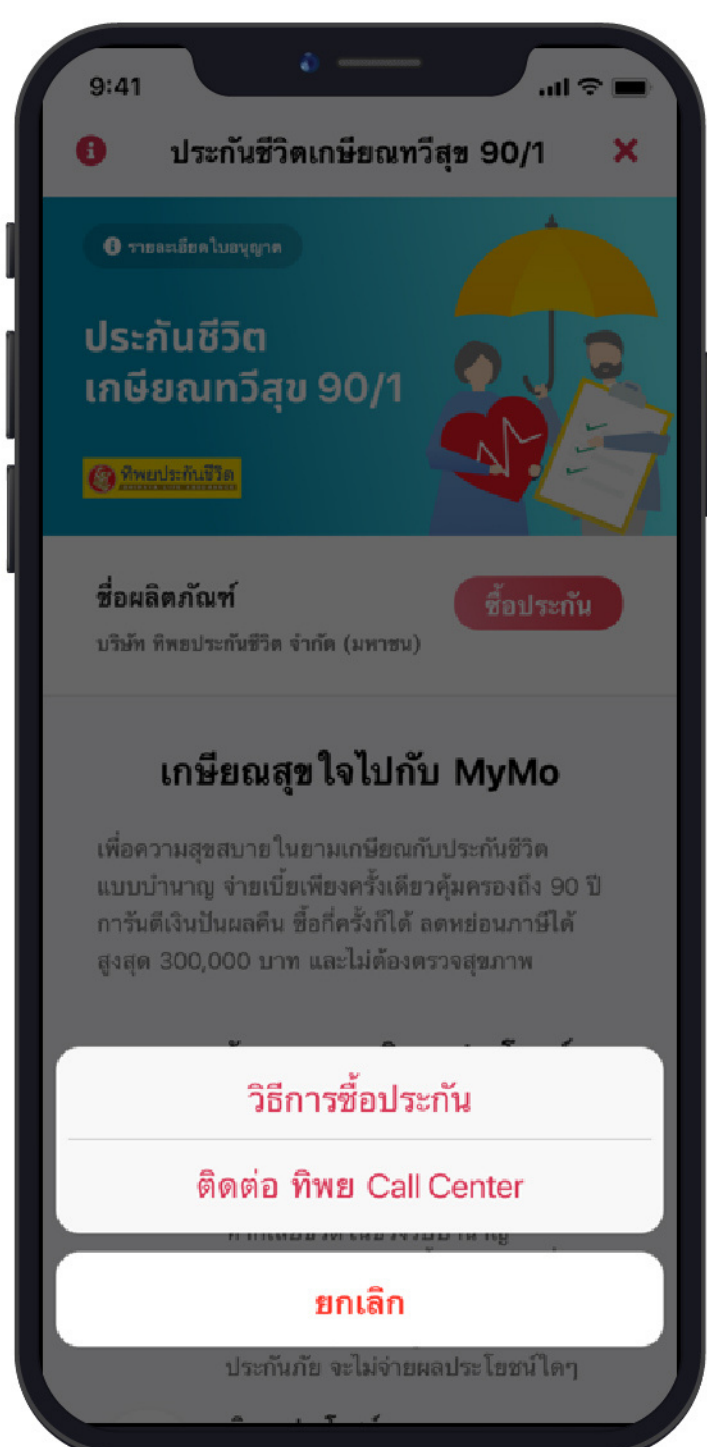 9:41
ประกันชีวิตเกษียณทวีสุข 90/1
รายละเอียดใบอนุญาต
ประกันชีวิต
เกษียณทวีสุข 90/1
ทิพยประกันชีวิต
ชื่อผลิตภัณฑ์
ซื้อประกัน
บริษัท ทิพยประกันชีวิต จำกัด (มหาชน)
เกษียณสุขใจไปกับ MyMo
เพื่อความสุขสบายในยามเกษียณกับประกันชีวิต
แบบบำนาญ จ่ายเบี้ยเพียงครั้งเดียวคุ้มครองถึง 90 ปี
การันตีเงินปันผลคืน ซื้อกี่ครั้งก็ได้ ลดหย่อนภาษีได้
สูงสุด 300,000 บาท และไม่ต้องตรวจสุขภาพ
วิธีการซื้อประกัน
ติดต่อ ทิพย Call Center
ยกเลิก
ประกันภัย จะไม่จ่ายผลประโยชน์ใดๆ